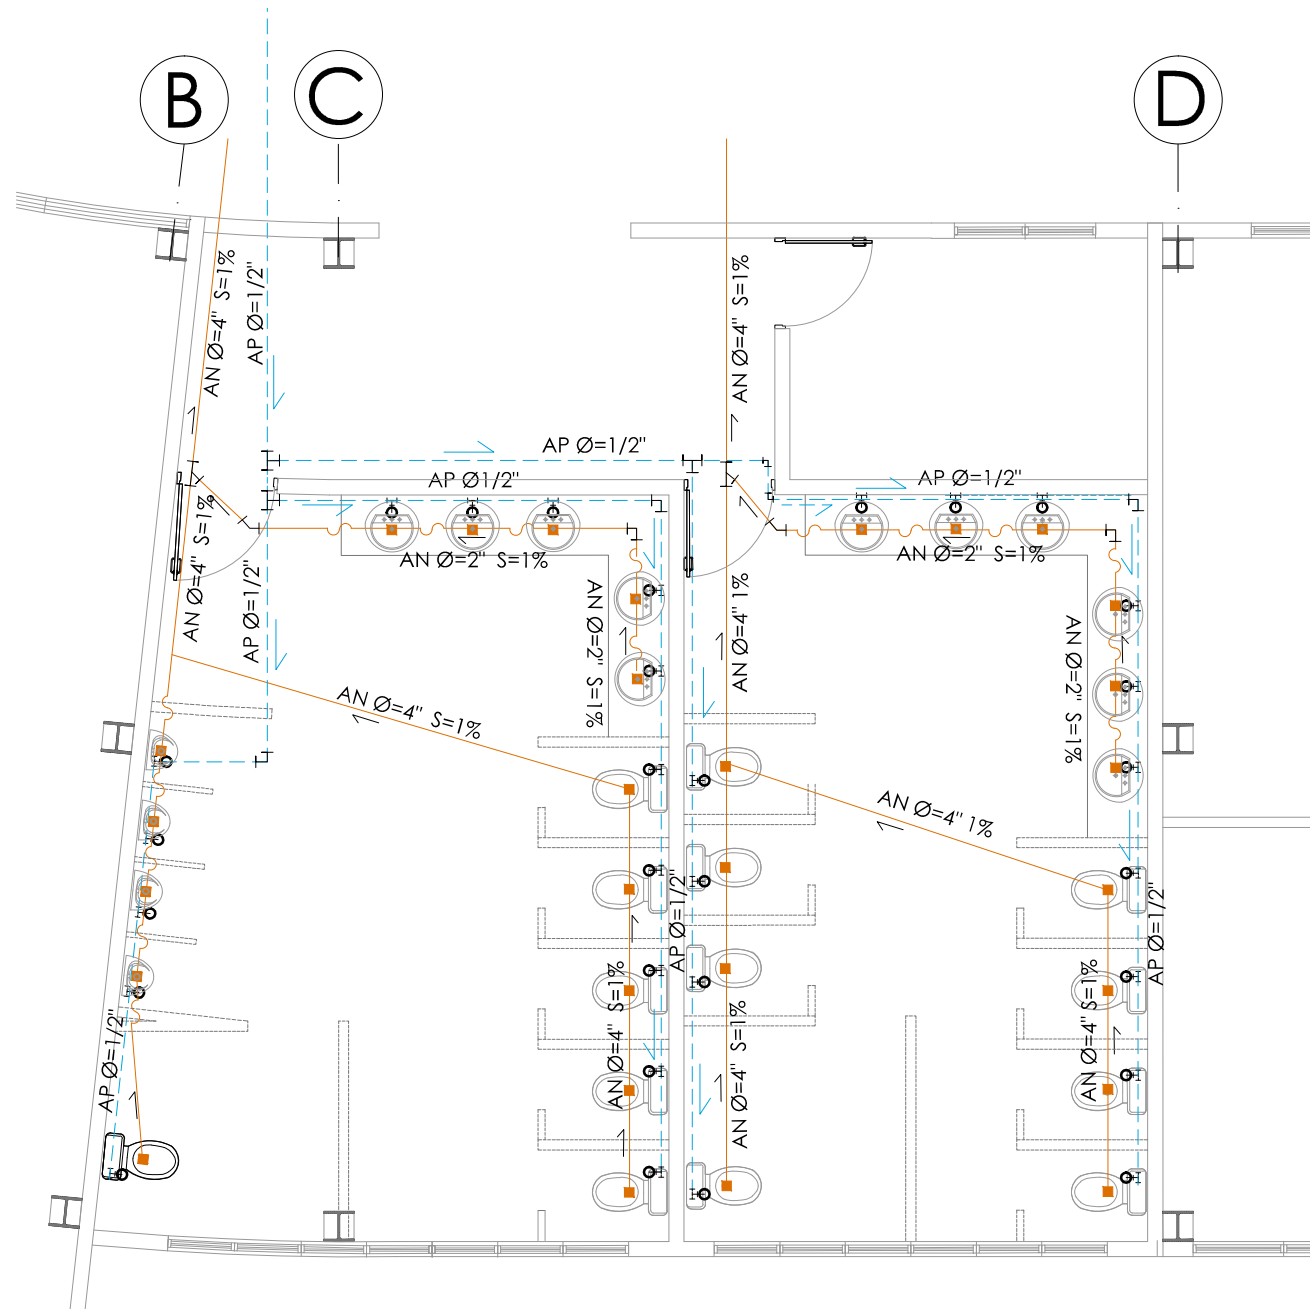 B
C
D
AN Ø=4" S=1%
AP Ø=1/2"
AN Ø=4" S=1%
AP Ø=1/2"
AP Ø1/2"
AP Ø=1/2"
AN Ø=4" S=1%
AP Ø=1/2"
AN Ø=2" S=1%
AN Ø=2" S=1%
AN Ø=2" S=1%
AN Ø=4" 1%
AN Ø=2" S=1%
AN Ø=4" S=1%
AN Ø=4" 1%
AP Ø=1/2"
AP Ø=1/2"
AP Ø=1/2"
AN Ø=4" S=1%
AN Ø=4" S=1%
AN Ø=4" S=1%